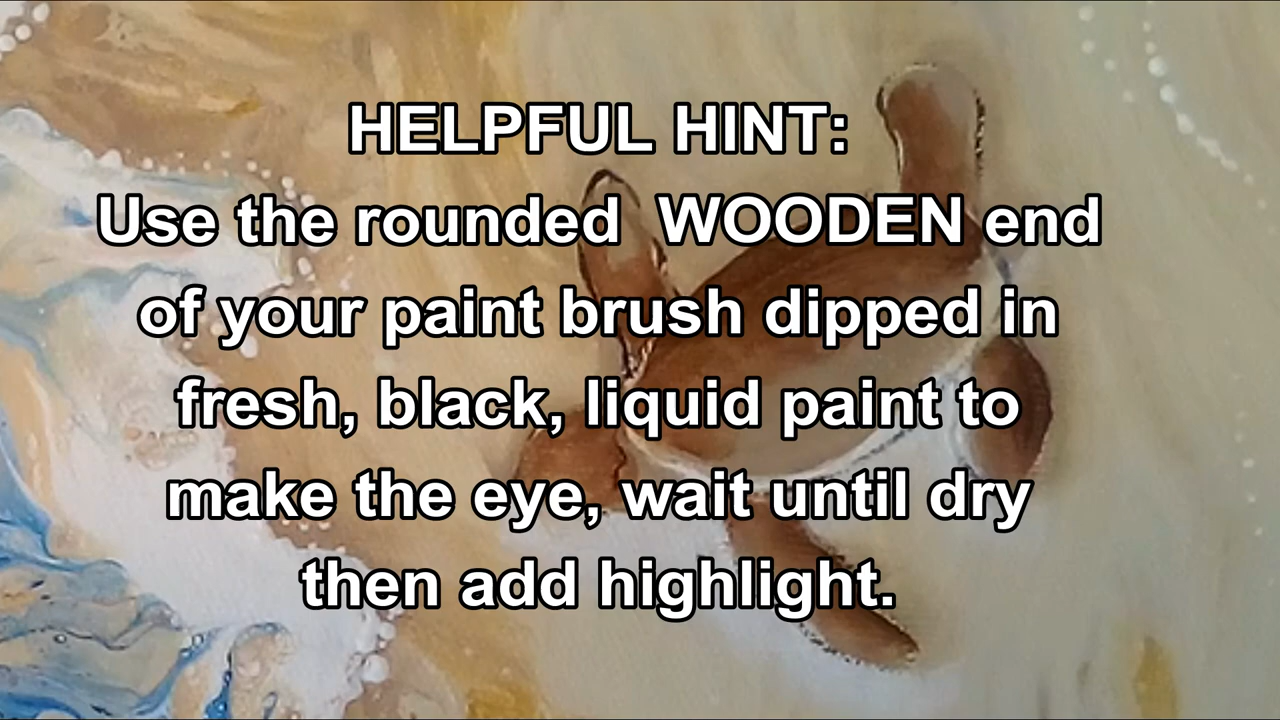 HELPFUL HINT:
Use the rounded  WOODEN end
of your paint brush dipped in
fresh, black, liquid paint to
make the eye, wait until dry
then add highlight.